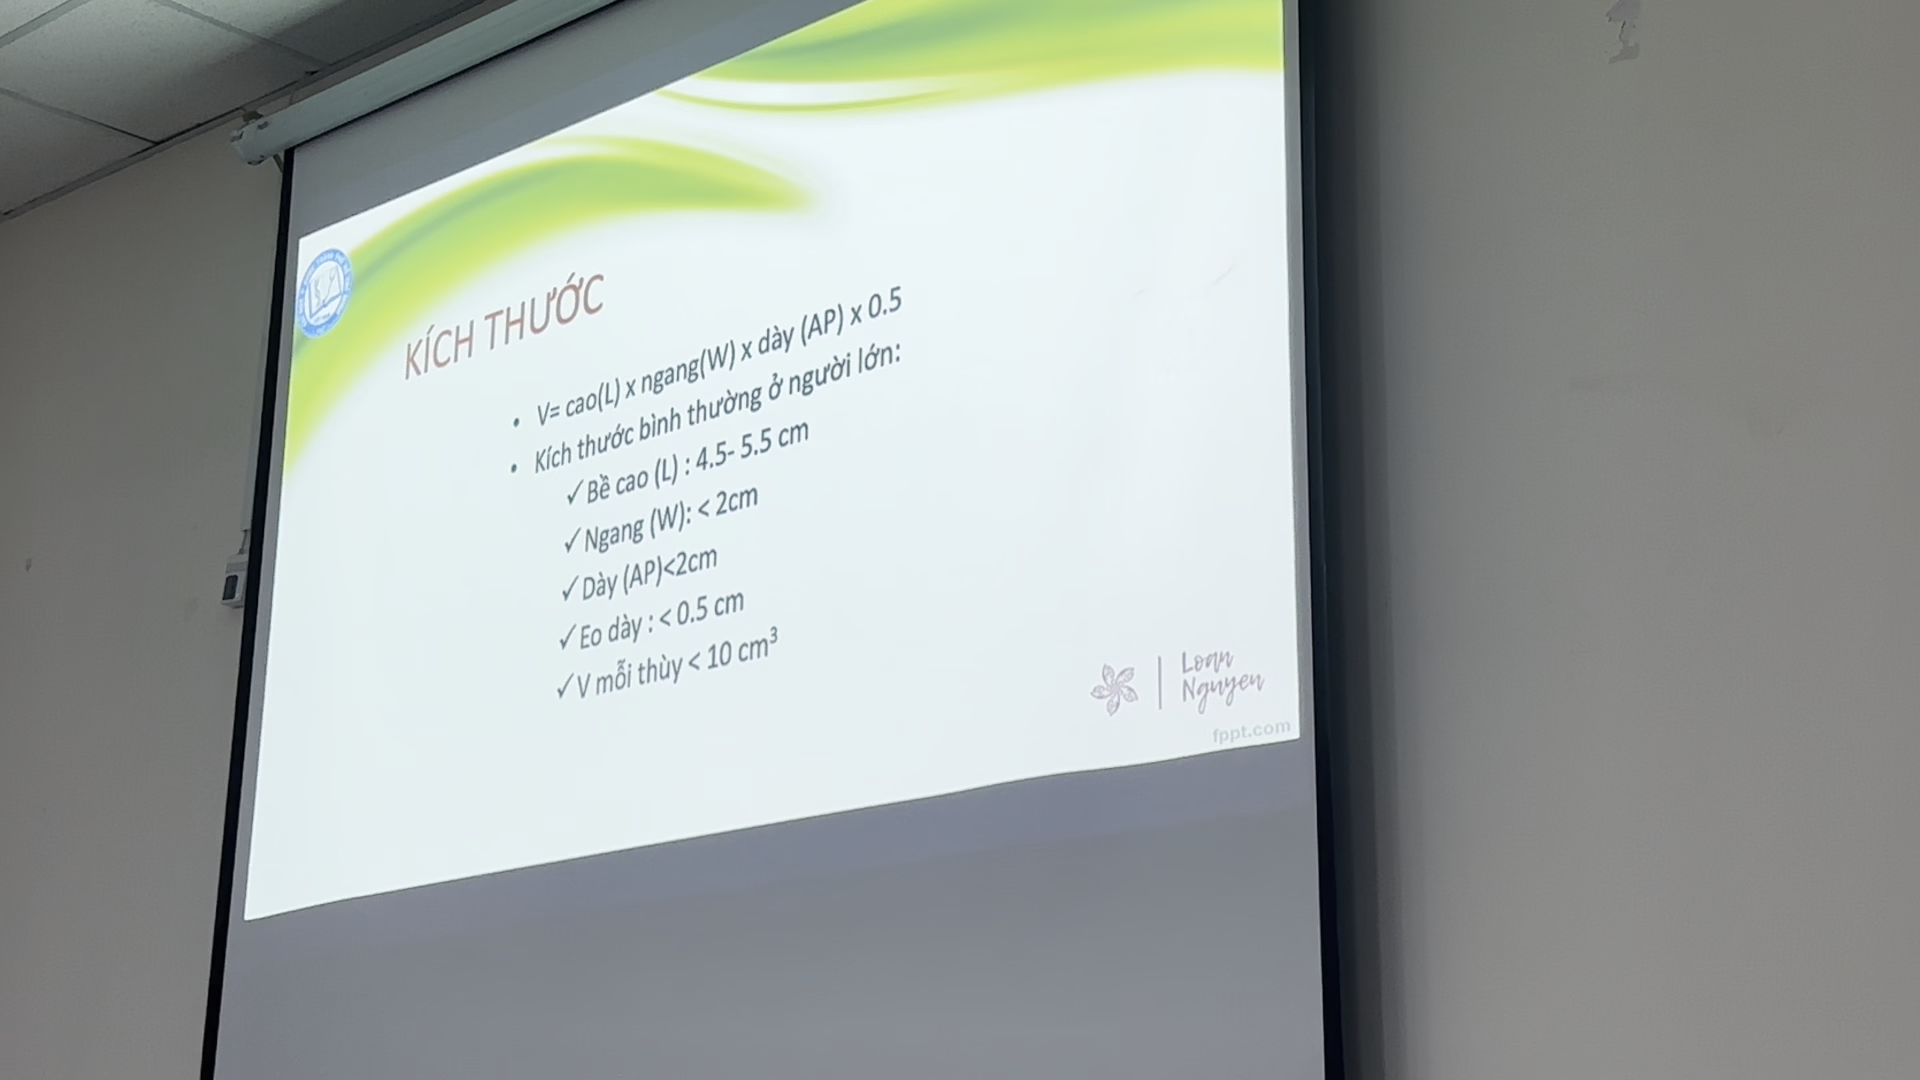 KÍCH THƯỚC
• V= cao(L) x ngang(W) x dày (AP) x 0.5
• Kích thước bình thường ở người lớn:
✓Bề cao (L) : 4.5- 5.5 cm
✓Ngang (W): < 2cm
✓Dày (AP)<2cm
✓Eo dày : < 0.5 cm
✓V mỗi thùy < 10 cm³
Loan
Nguyen
fppt.com